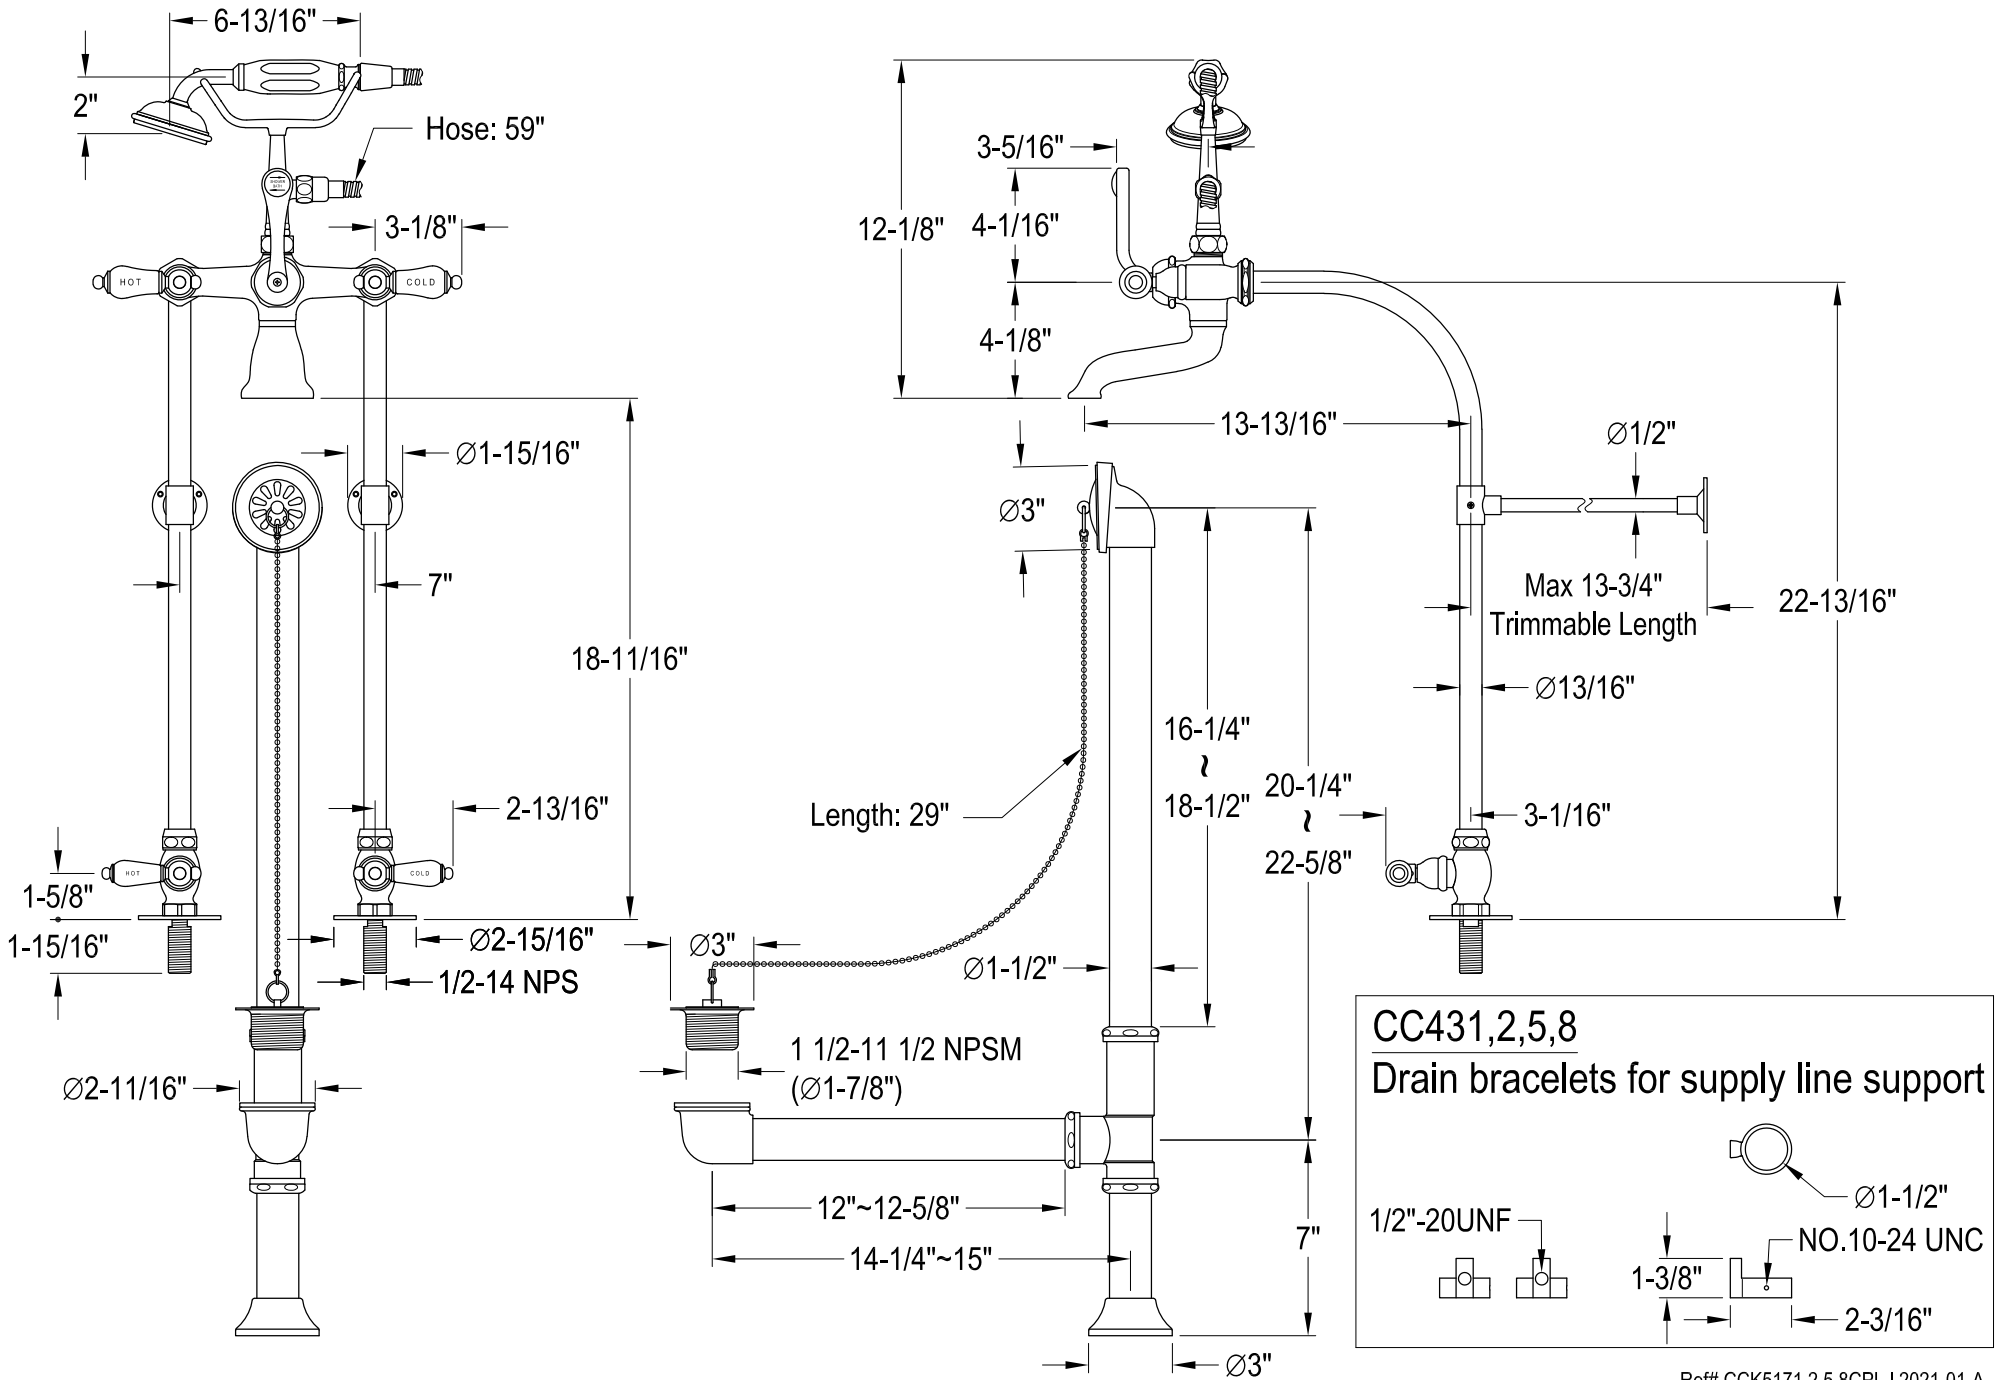 6-13/16"
2"
Hose: 59"
SHOWER
BATH
3-1/8"
HOT
COLD
Ø1-15/16"
7"
18-11/16"
2-13/16"
HOT
COLD
1-5/8"
1-15/16"
Ø2-15/16"
1/2-14 NPS
Ø2-11/16"
12-1/8"
3-5/16"
4-1/16"
4-1/8"
13-13/16"
Ø1/2"
Ø3"
Max 13-3/4"
Trimmable Length
22-13/16"
Ø13/16"
16-1/4"
~
18-1/2"
20-1/4"
~
22-5/8"
Length: 29"
3-1/16"
Ø3"
Ø1-1/2"
1 1/2-11 1/2 NPSM
(Ø1-7/8")
12"~12-5/8"
14-1/4"~15"
7"
Ø3"
CC431,2,5,8
Drain bracelets for supply line support
Ø1-1/2"
1/2"-20UNF
NO.10-24 UNC
1-3/8"
2-3/16"